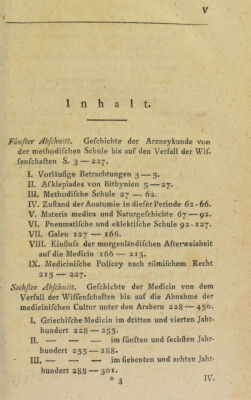 V
Inhalt.
Fünfter Abſchnitt. Geſchichte der Arzneykunde von
der methodiſchen Schule bis auf den Verfall der Wiſ-
ſenſchaften S. 3—227.
I. Vorläufige Betrachtungen 3—5.
II. Aſklepiades von Bithynien 5—27.
III. Methodiſche Schule 27—62.
IV. Zuſtand der Anatomie in dieſer Periode 62-66.
V. Materia medica und Naturgeſchichte 67—92.
VI. Pneumatiſche und eklektiſche Schule 92-127.
VII. Galen 127—166.
VIII. Einfluſs der morgenländiſchen Afterweisheit
auf die Medicin 166—215.
IX. Mediciniſche Policey nach römiſchem Recht
215—227.
Sechſter Abſchnitt. Geſchichte der Medicin von dem
Verfall der Wiſſenſchaften bis auf die Abnahme der
mediciniſchen Cultur unter den Arabern 228—450.
I. Griechiſche Medicin im dritten und vierten Jahr-
hundert 228—255.
II. — — — im fünften und ſechſten Jahr-
hundert 255—288.
III. — — — im ſiebenten und achten Jahr-
hundert 288—301.
* 3 IV.